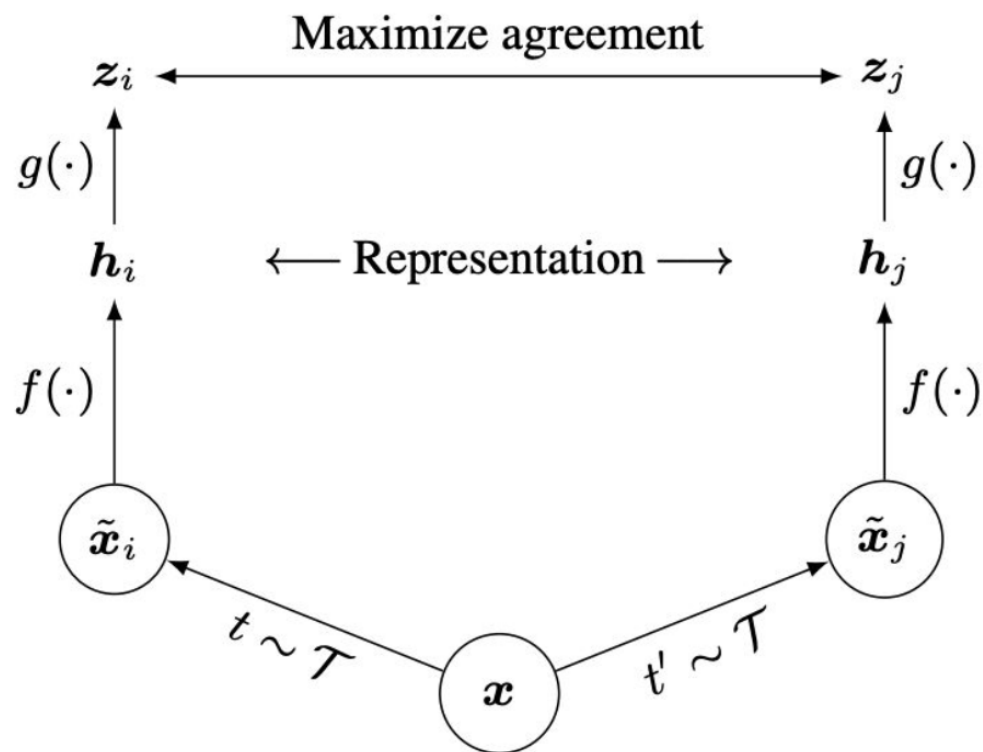 Maximize agreement
z_i z_j
g(·) g(·)
h_i ← Representation → h_j
f(·) f(·)
x̃_i x̃_j
t ∼ 𝒯 t′ ∼ 𝒯
x